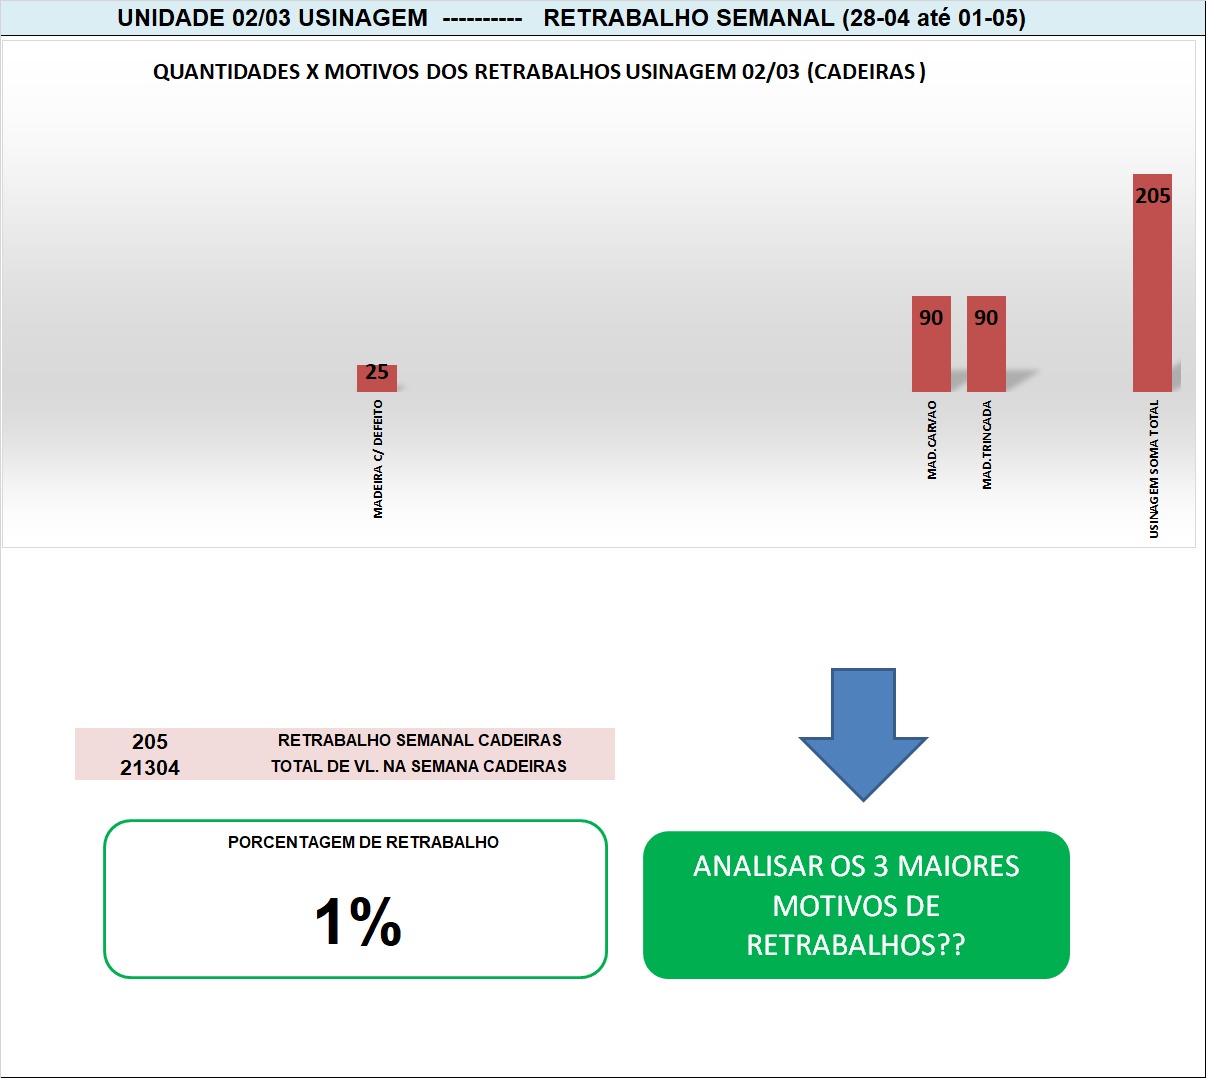 UNIDADE 02/03 USINAGEM ---------- RETRABALHO SEMANAL (28-04 até 01-05)
QUANTIDADES X MOTIVOS DOS RETRABALHOS USINAGEM 02/03 (CADEIRAS )
205
90
90
25
MADEIRA C/ DEFEITO
MAD.CARVAO
MAD.TRINCADA
USINAGEM SOMA TOTAL
205 RETRABALHO SEMANAL CADEIRAS
21304 TOTAL DE VL. NA SEMANA CADEIRAS
PORCENTAGEM DE RETRABALHO
1%
ANALISAR OS 3 MAIORES
MOTIVOS DE
RETRABALHOS??